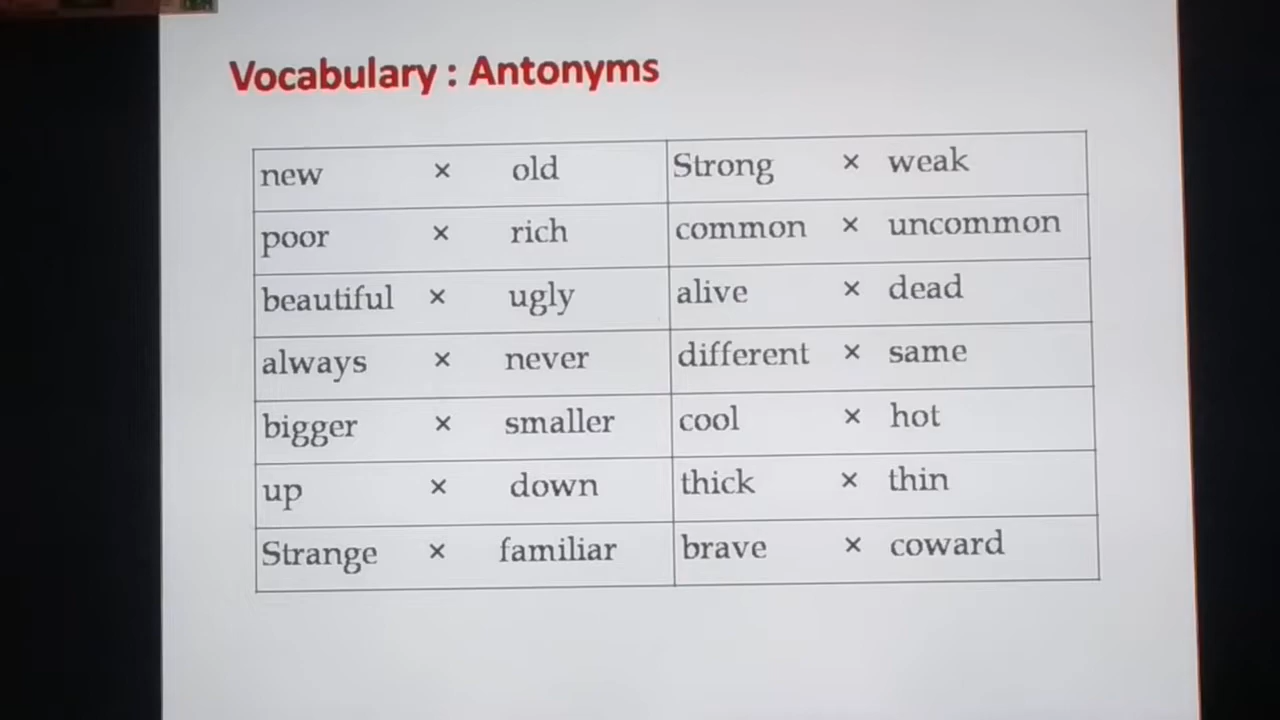 Vocabulary : Antonyms
new × old Strong × weak
poor × rich common × uncommon
beautiful × ugly alive × dead
always × never different × same
bigger × smaller cool × hot
up × down thick × thin
Strange × familiar brave × coward